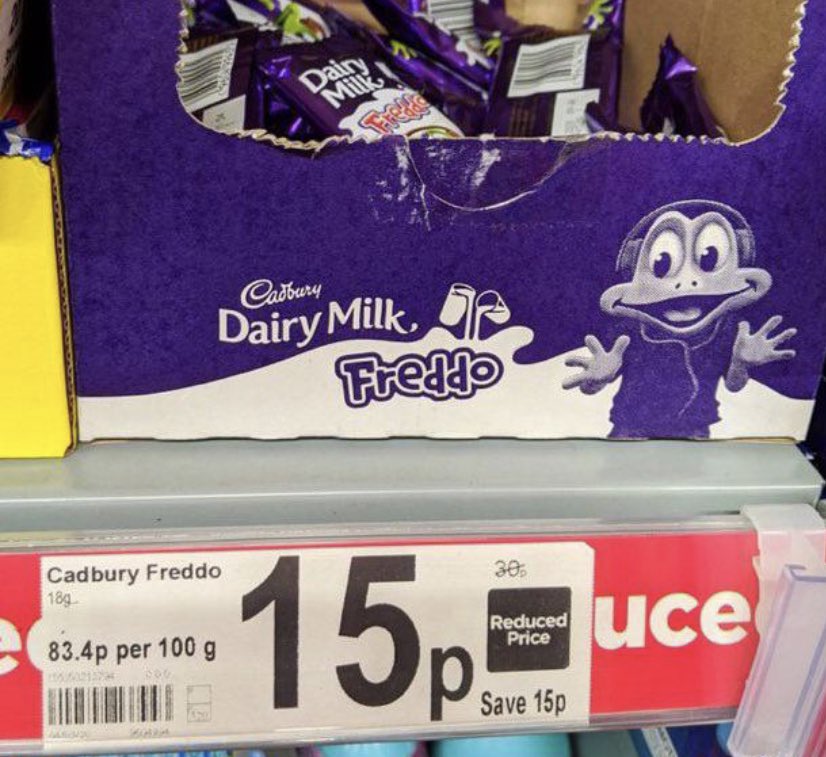 Dairy
Milk
Freddo
Cadbury
Dairy Milk
Freddo
Cadbury Freddo
18g
83.4p per 100 g
15p
30p
Reduced
Price
Save 15p
uce